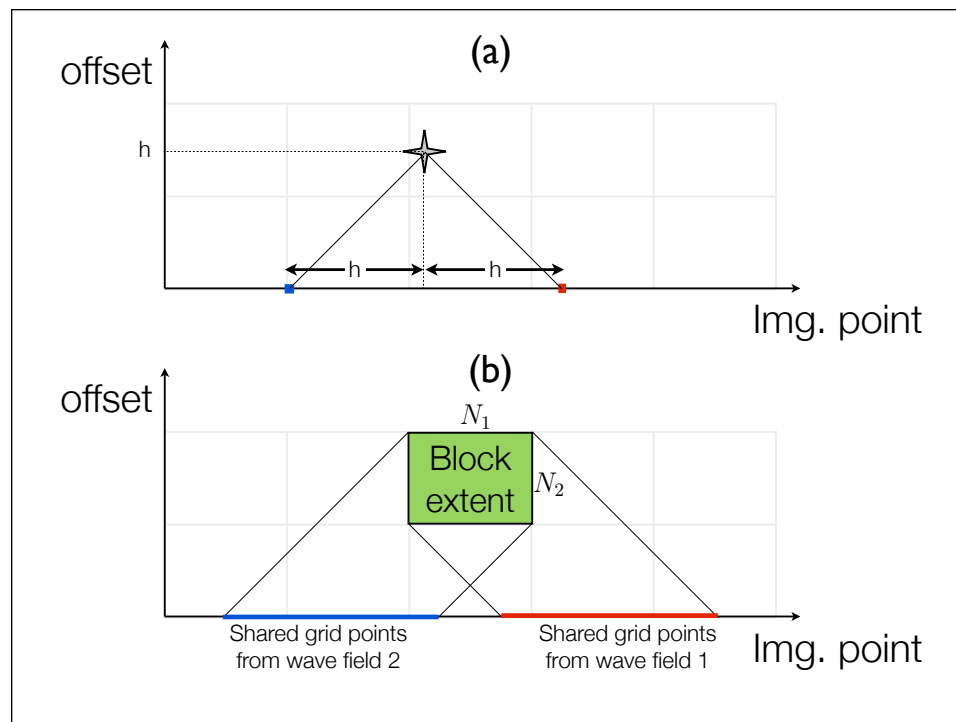 (a)
offset
h
h
h
Img. point
(b)
offset
N₁
Block
extent
N₂
Shared grid points
from wave field 2
Shared grid points
from wave field 1
Img. point